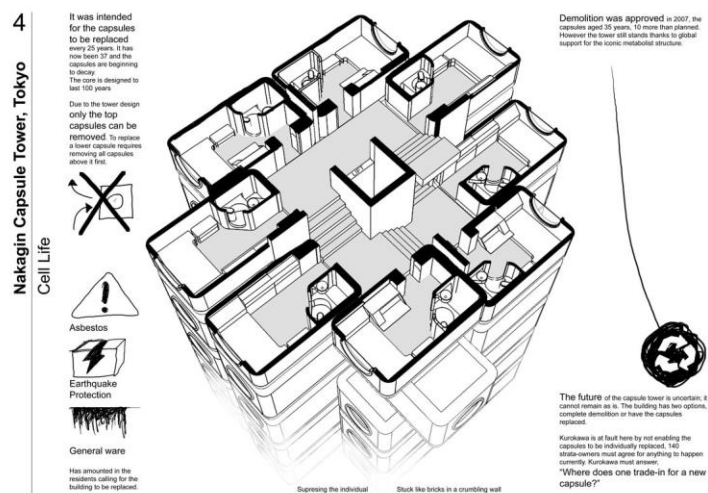 4
Nakagin Capsule Tower, Tokyo
Cell Life
It was intended
for the capsules
to be replaced
every 25 years. It has
now been 37 and the
capsules are beginning
to decay.
The core is designed to
last 100 years
Due to the tower design
only the top
capsules can be
removed. To replace
a lower capsule requires
removing all capsules
above it first.
Asbestos
Earthquake
Protection
General ware
Has amounted in the
residents calling for the
building to be replaced.
Supresing the individual
Stuck like bricks in a crumbling wall
Demolition was approved in 2007, the
capsules aged 35 years, 10 more than planned.
However the tower still stands thanks to global
support for the iconic metabolist structure.
The future of the capsule tower is uncertain; it
cannot remain as is. The building has two options,
complete demolition or have the capsules
replaced.
Kurokawa is at fault here by not enabling the
capsules to be individually replaced, 140
strata-owners must agree for anything to happen
currently. Kurokawa must answer,
"Where does one trade-in for a new
capsule?"